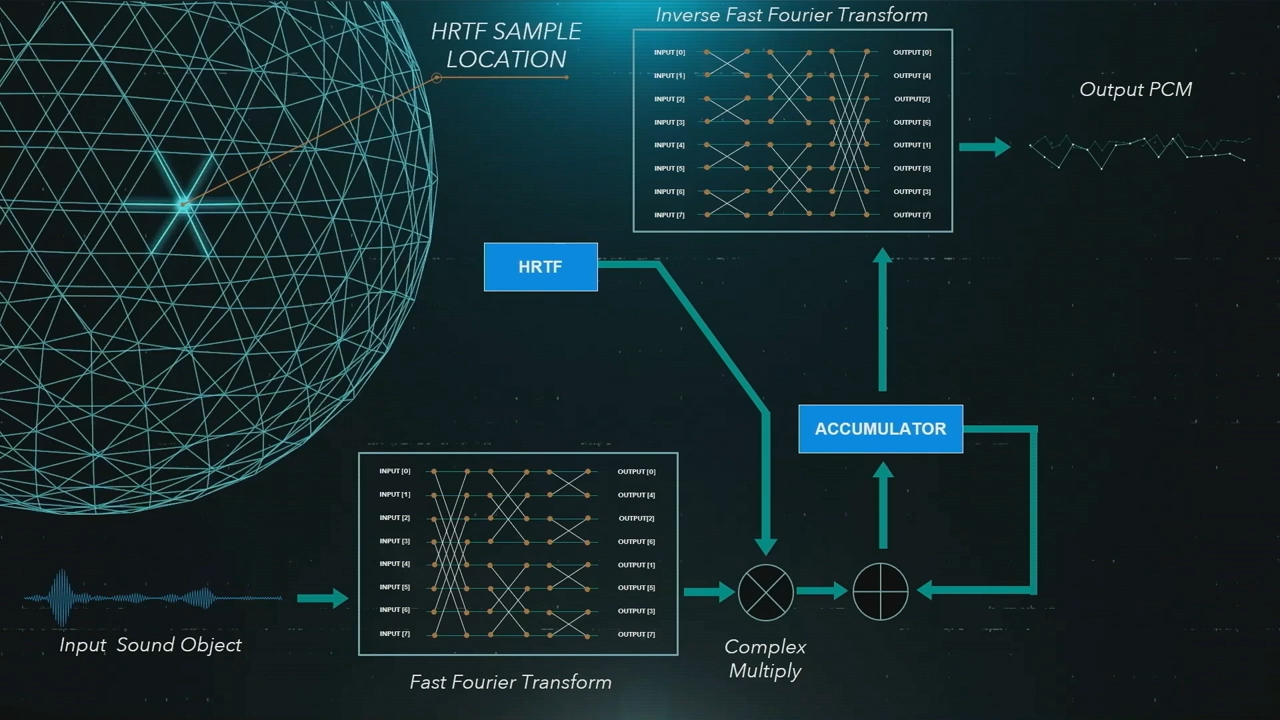 HRTF SAMPLE
LOCATION
Inverse Fast Fourier Transform
INPUT [0] OUTPUT [0]
INPUT [1] OUTPUT [4]
INPUT [2] OUTPUT[2]
INPUT [3] OUTPUT [6]
INPUT [4] OUTPUT [1]
INPUT [5] OUTPUT [5]
INPUT [6] OUTPUT [3]
INPUT [7] OUTPUT [7]
Output PCM
HRTF
ACCUMULATOR
INPUT [0] OUTPUT [0]
INPUT [1] OUTPUT [4]
INPUT [2] OUTPUT[2]
INPUT [3] OUTPUT [6]
INPUT [4] OUTPUT [1]
INPUT [5] OUTPUT [5]
INPUT [6] OUTPUT [3]
INPUT [7] OUTPUT [7]
Input Sound Object
Fast Fourier Transform
Complex
Multiply